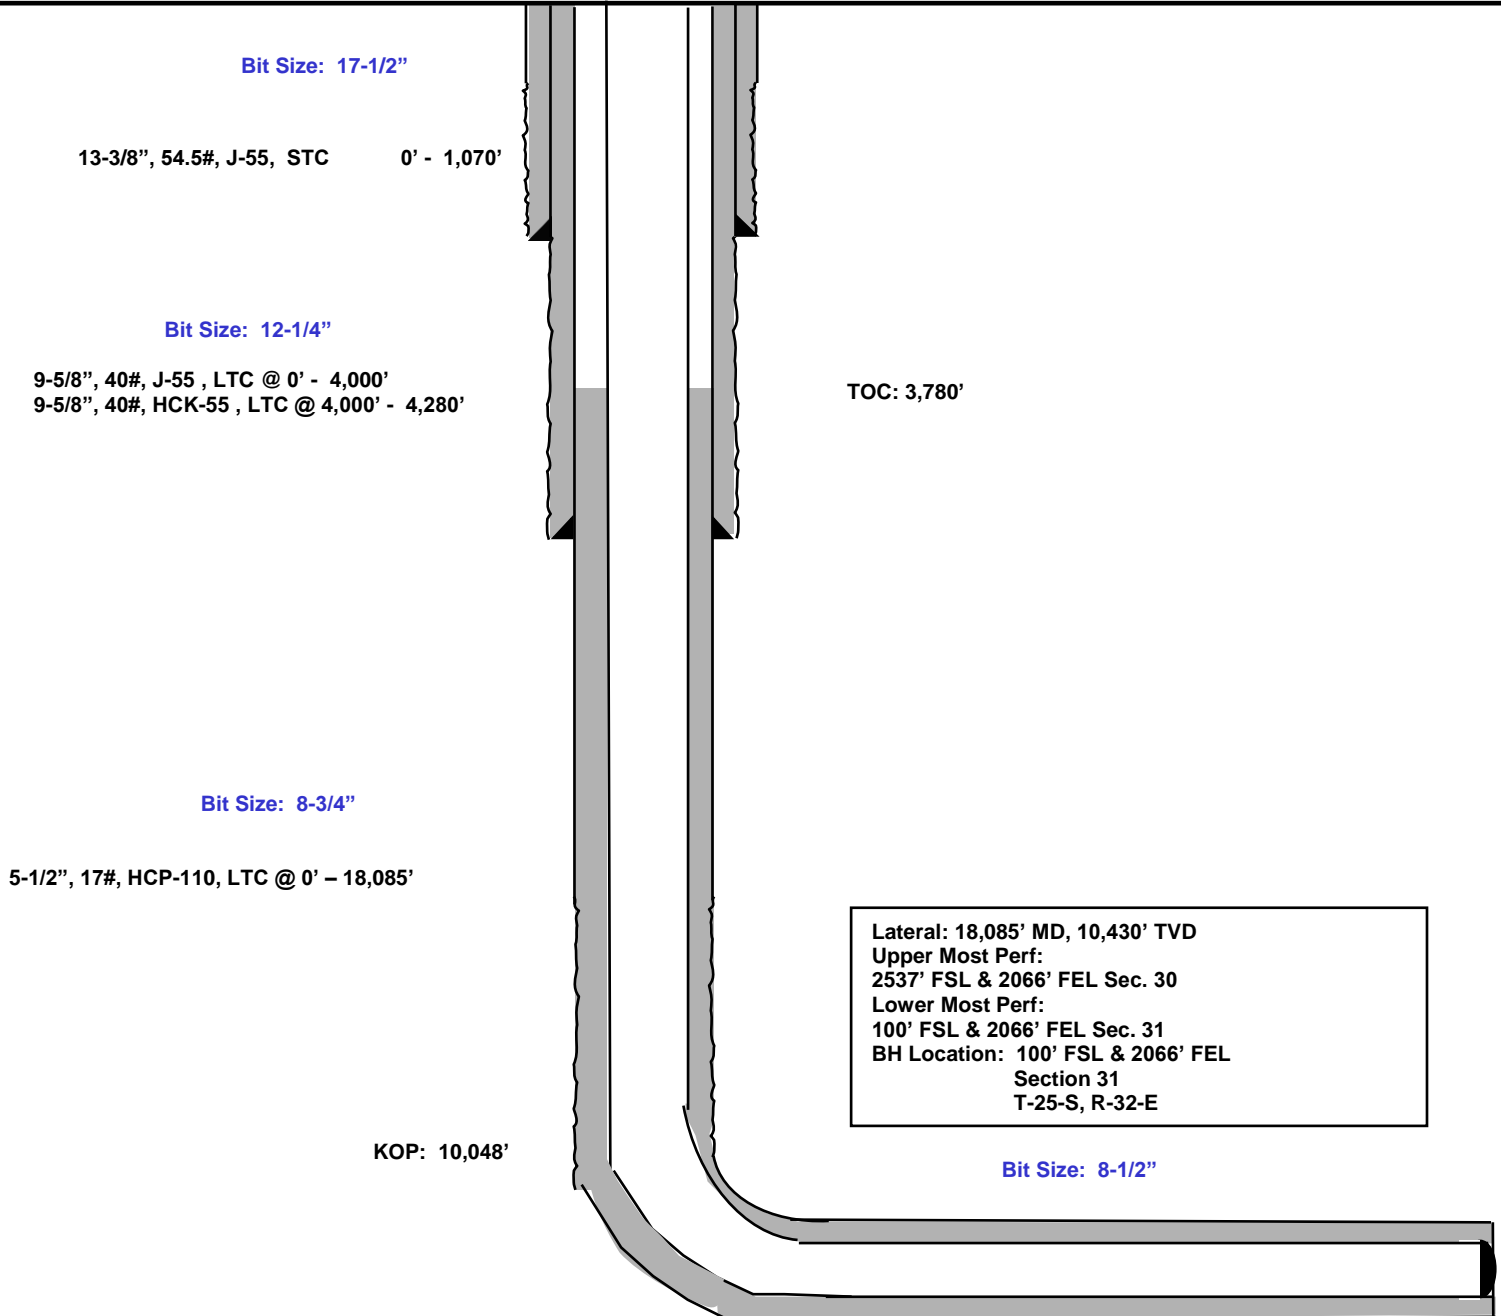 Bit Size: 17-1/2”
13-3/8”, 54.5#, J-55, STC 0’ - 1,070’
Bit Size: 12-1/4”
9-5/8”, 40#, J-55 , LTC @ 0’ - 4,000’
9-5/8”, 40#, HCK-55 , LTC @ 4,000’ - 4,280’
TOC: 3,780’
Bit Size: 8-3/4”
5-1/2”, 17#, HCP-110, LTC @ 0’ – 18,085’
Lateral: 18,085’ MD, 10,430’ TVD
Upper Most Perf:
2537’ FSL & 2066’ FEL Sec. 30
Lower Most Perf:
100’ FSL & 2066’ FEL Sec. 31
BH Location: 100’ FSL & 2066’ FEL
Section 31
T-25-S, R-32-E
KOP: 10,048’
Bit Size: 8-1/2”